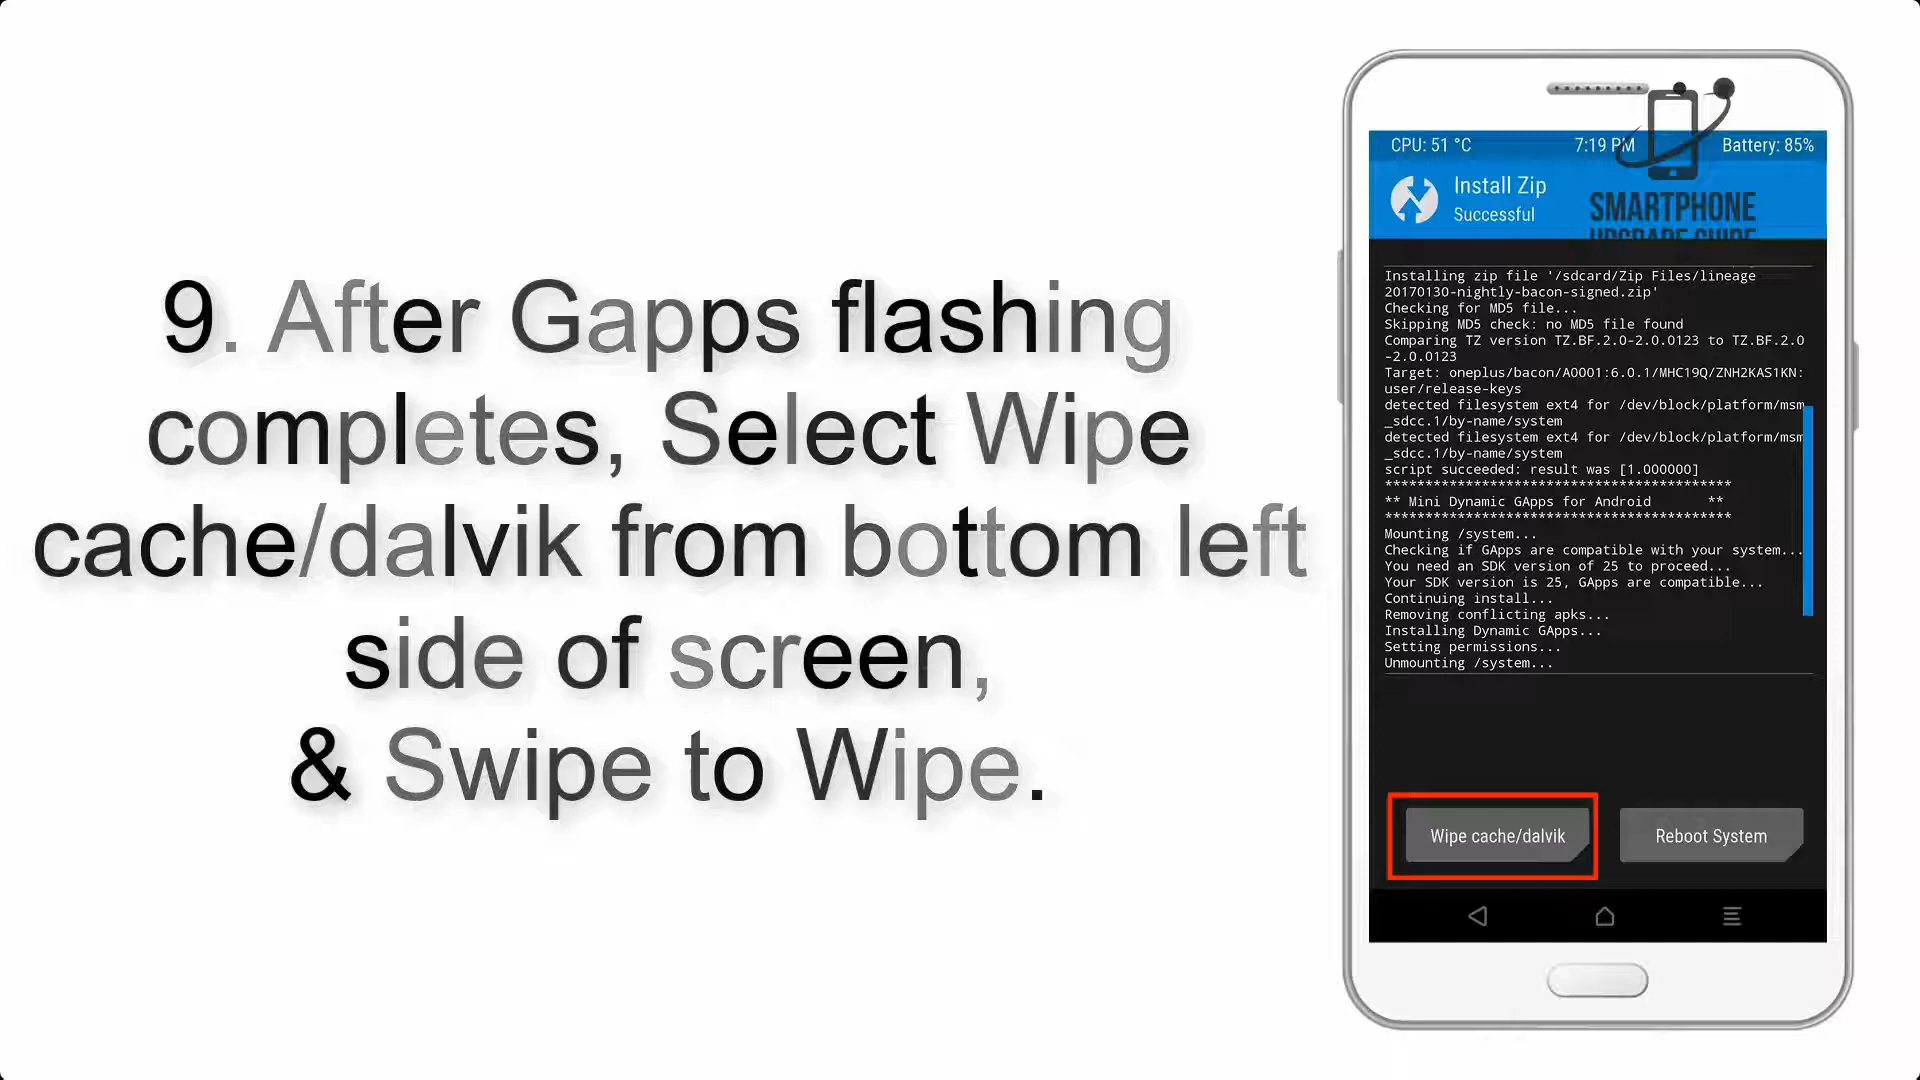 9. After Gapps flashing
completes, Select Wipe
cache/dalvik from bottom left
side of screen,
& Swipe to Wipe.
CPU: 51 °C 7:19 PM Battery: 85%
Install Zip
Successful
SMARTPHONE
UPGRADE GUIDE
Installing zip file '/sdcard/Zip Files/lineage
20170130-nightly-bacon-signed.zip'
Checking for MD5 file...
Skipping MD5 check: no MD5 file found
Comparing TZ version TZ.BF.2.0-2.0.0123 to TZ.BF.2.0
-2.0.0123
Target: oneplus/bacon/A0001:6.0.1/MHC19Q/ZNH2KAS1KN:
user/release-keys
detected filesystem ext4 for /dev/block/platform/msm
_sdcc.1/by-name/system
detected filesystem ext4 for /dev/block/platform/msm
_sdcc.1/by-name/system
script succeeded: result was [1.000000]
******************************************
** Mini Dynamic GApps for Android **
******************************************
Mounting /system...
Checking if GApps are compatible with your system...
You need an SDK version of 25 to proceed...
Your SDK version is 25, GApps are compatible...
Continuing install...
Removing conflicting apks...
Installing Dynamic GApps...
Setting permissions...
Unmounting /system...
Wipe cache/dalvik Reboot System